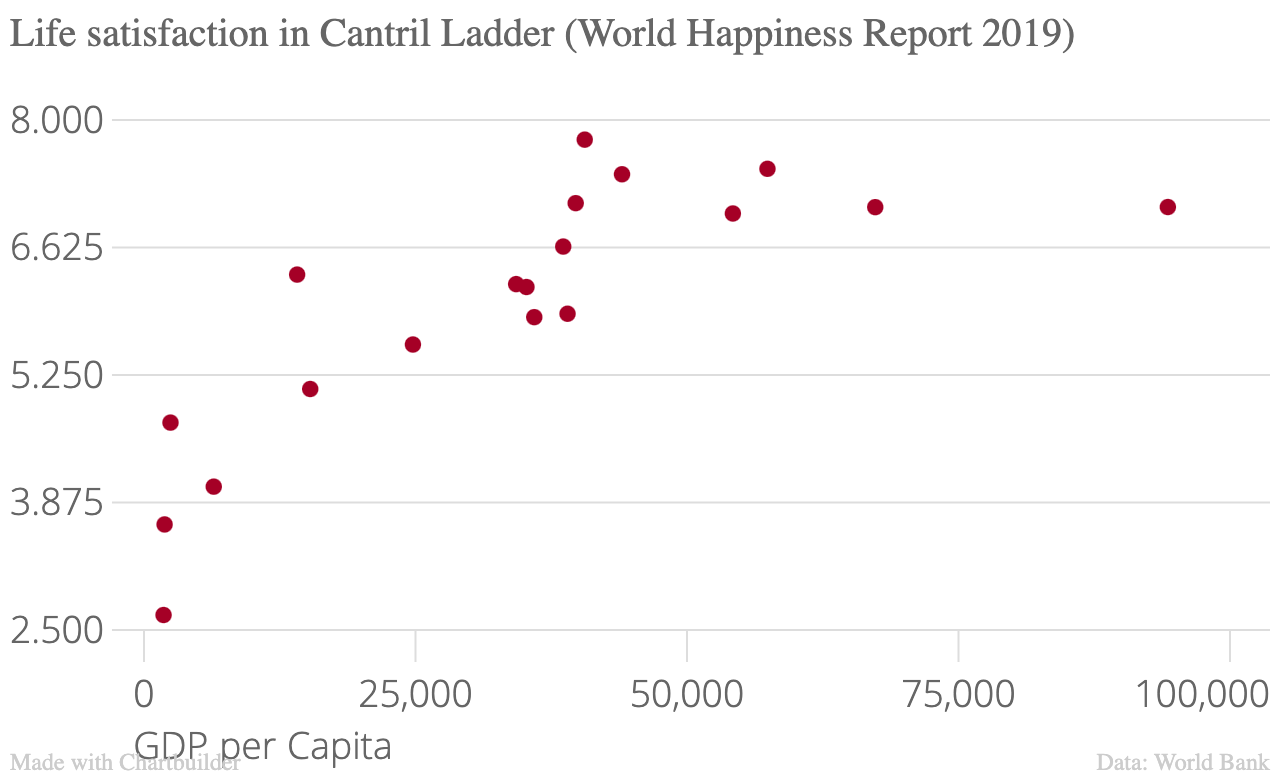 Life satisfaction in Cantril Ladder (World Happiness Report 2019)
8.000
6.625
5.250
3.875
2.500
0 25,000 50,000 75,000 100,000
GDP per Capita
Made with Chartbuilder Data: World Bank